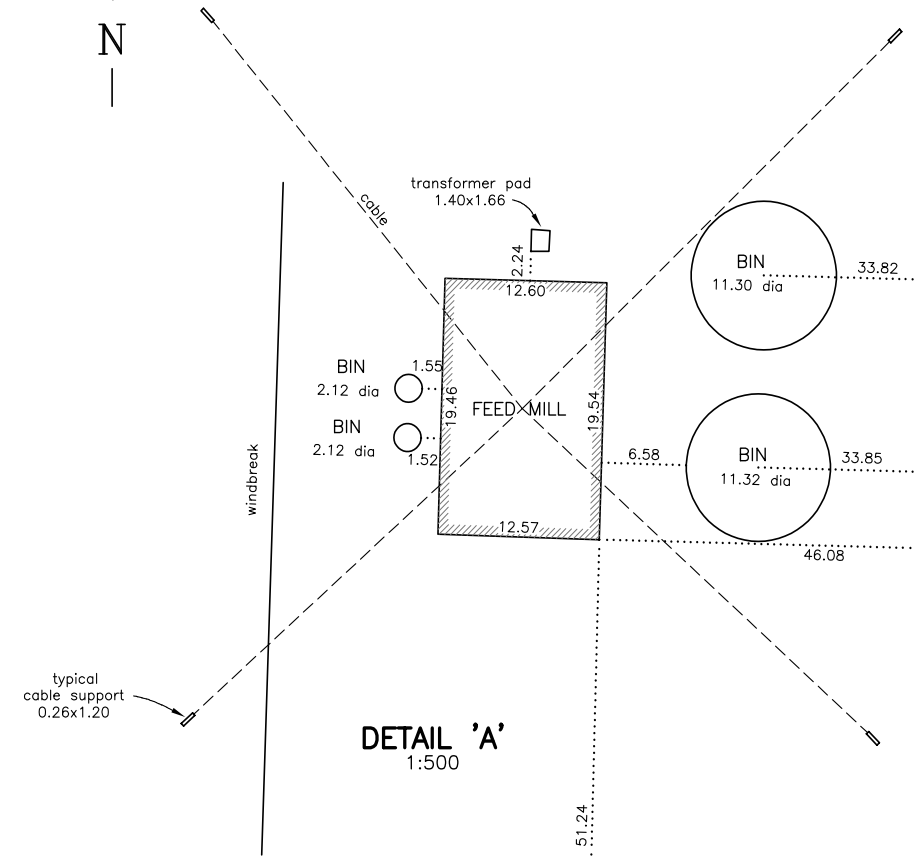 N
transformer pad
1.40x1.66
cable
2.24
12.60
BIN
11.30 dia
33.82
BIN
2.12 dia
1.55
19.46
FEED MILL
19.54
BIN
2.12 dia
1.52
6.58
BIN
11.32 dia
33.85
windbreak
12.57
46.08
typical
cable support
0.26x1.20
DETAIL 'A'
1:500
51.24